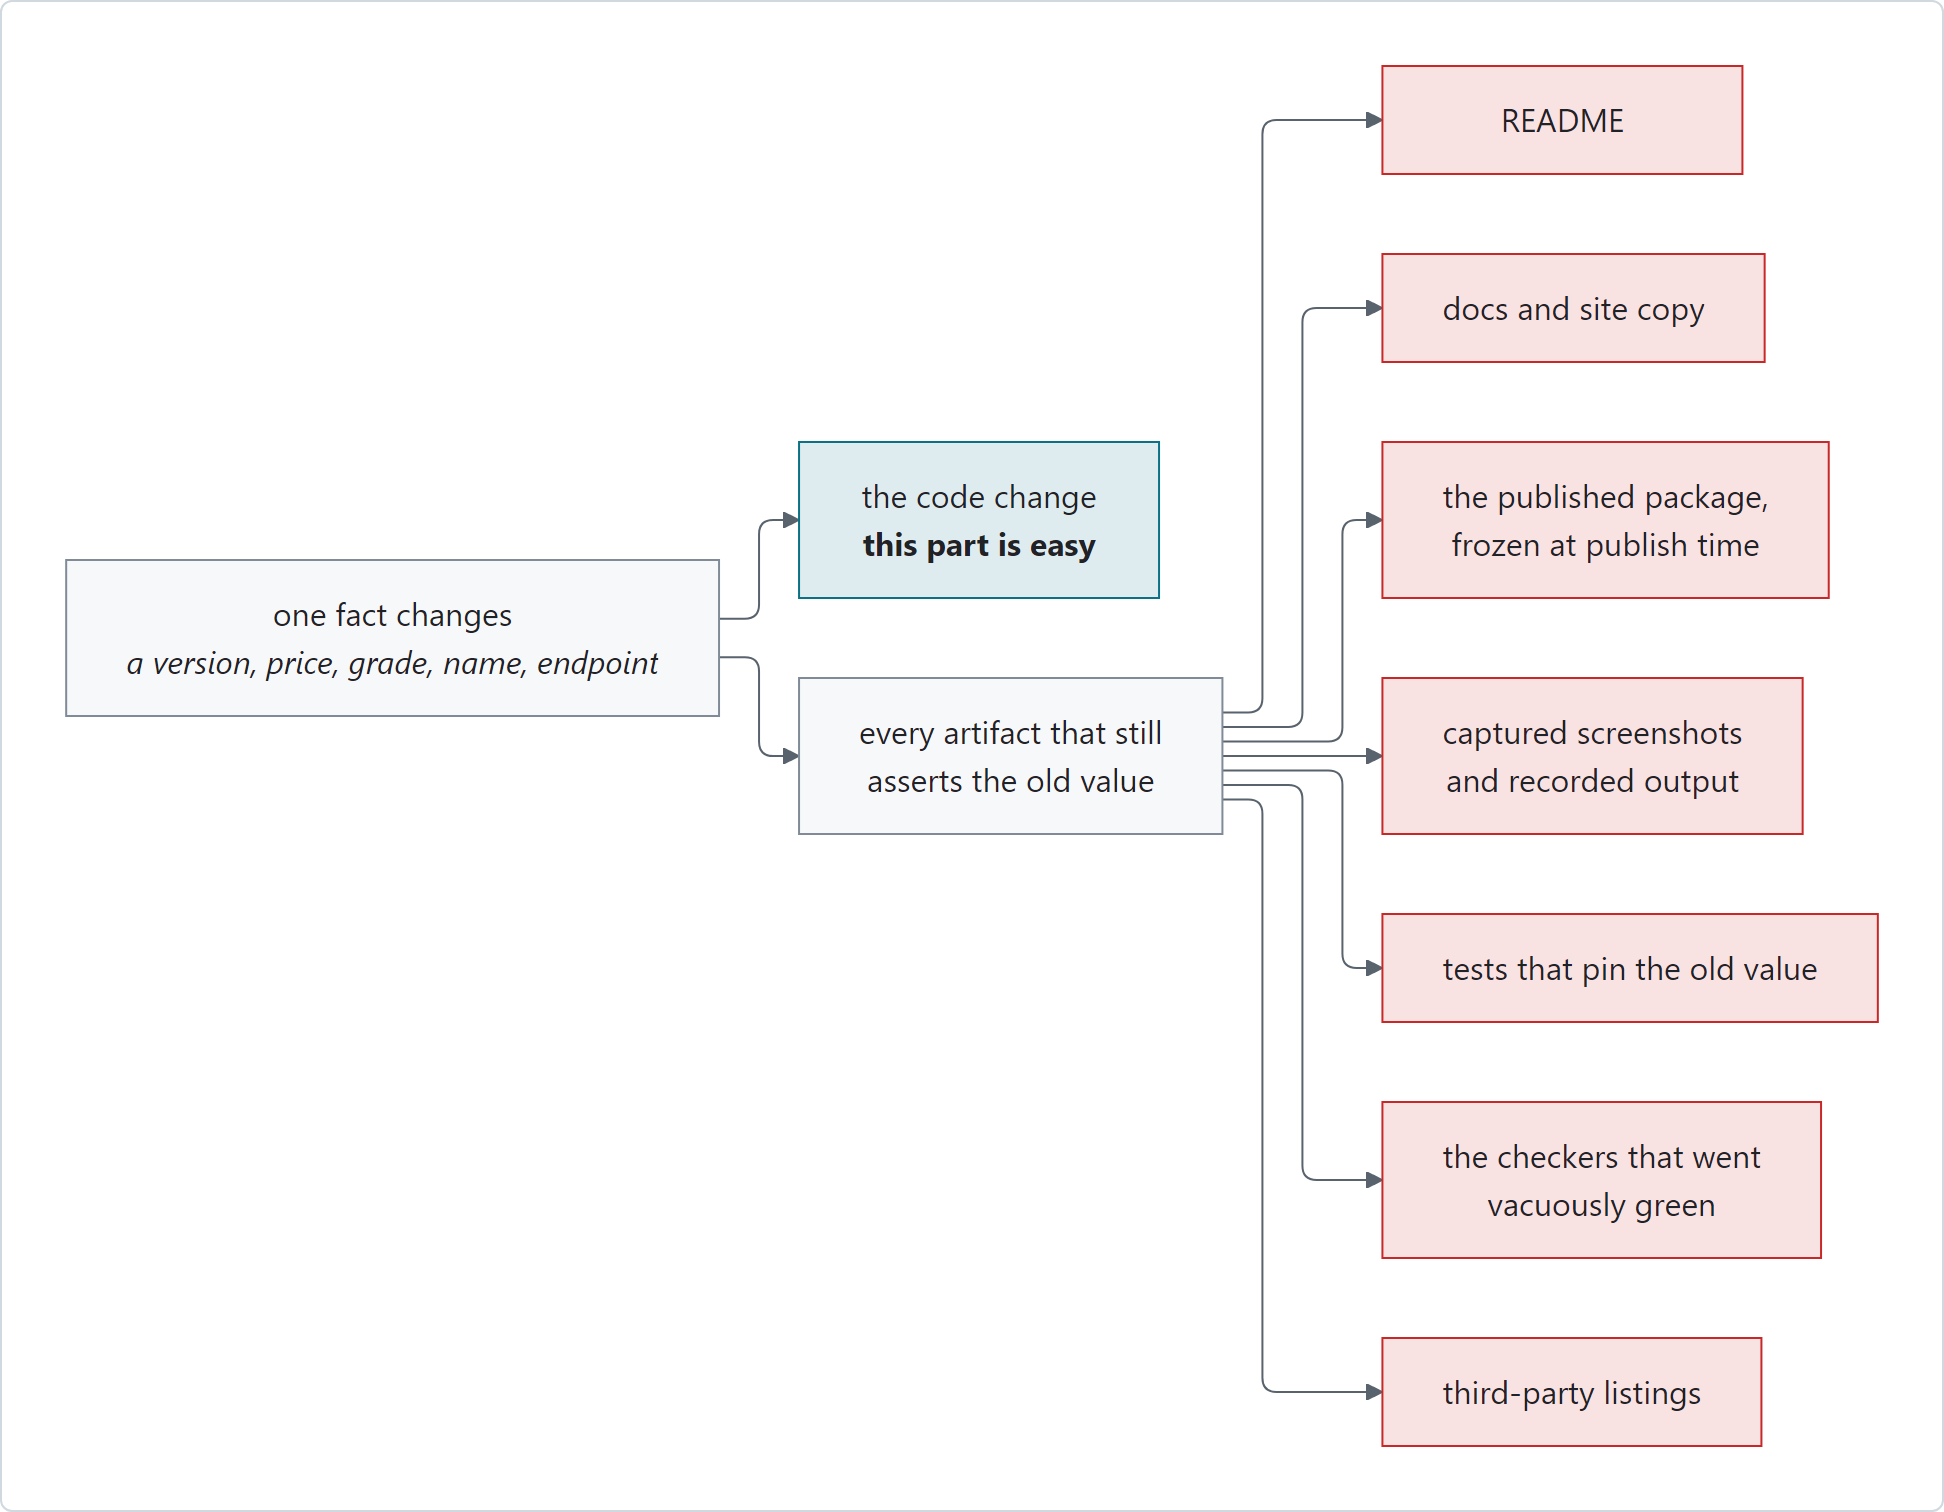 one fact changes
a version, price, grade, name, endpoint
the code change
this part is easy
every artifact that still
asserts the old value
README
docs and site copy
the published package,
frozen at publish time
captured screenshots
and recorded output
tests that pin the old value
the checkers that went
vacuously green
third-party listings